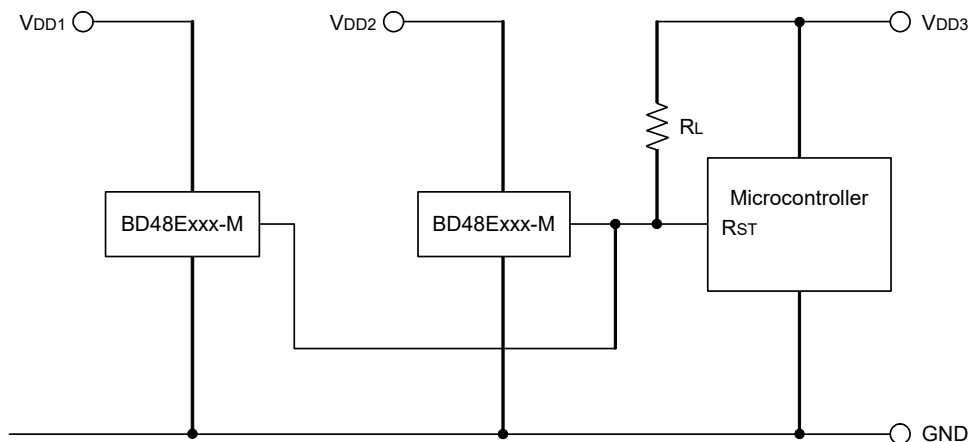 VDD1
VDD2
VDD3
RL
BD48Exxx-M
BD48Exxx-M
Microcontroller
RST
GND